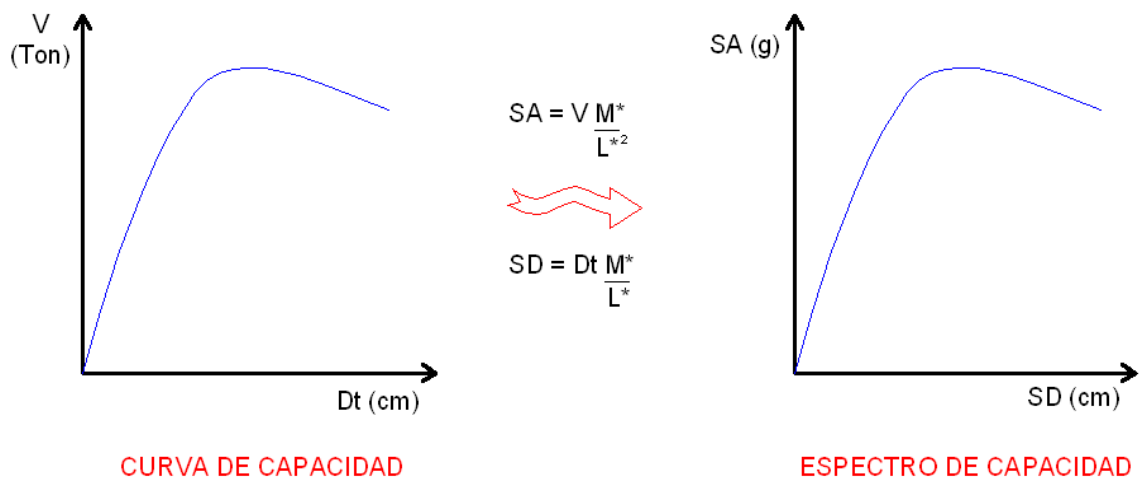 V
(Ton)
Dt (cm)
CURVA DE CAPACIDAD
SA = V M*
L*²
SD = Dt M*
L*
SA (g)
SD (cm)
ESPECTRO DE CAPACIDAD